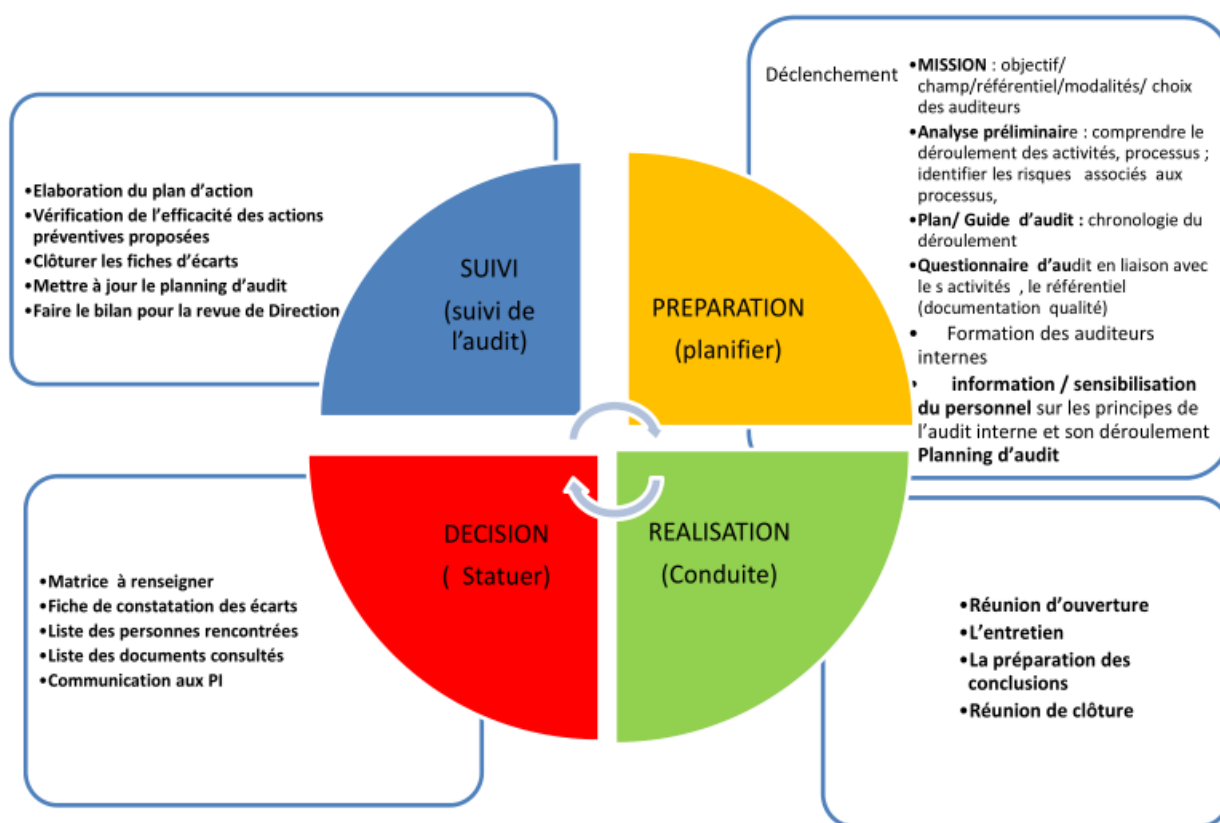 Déclenchement
•MISSION : objectif/
champ/référentiel/modalités/ choix
des auditeurs
•Analyse préliminaire : comprendre le
déroulement des activités, processus ;
identifier les risques associés aux
processus,
•Plan/ Guide d’audit : chronologie du
déroulement
•Questionnaire d’audit en liaison avec
le s activités , le référentiel
(documentation qualité)
• Formation des auditeurs
internes
• information / sensibilisation
du personnel sur les principes de
l’audit interne et son déroulement
Planning d’audit
PREPARATION
(planifier)
REALISATION
(Conduite)
•Réunion d’ouverture
•L’entretien
•La préparation des
conclusions
•Réunion de clôture
DECISION
( Statuer)
•Matrice à renseigner
•Fiche de constatation des écarts
•Liste des personnes rencontrées
•Liste des documents consultés
•Communication aux PI
SUIVI
(suivi de
l’audit)
•Elaboration du plan d’action
•Vérification de l’efficacité des actions
préventives proposées
•Clôturer les fiches d’écarts
•Mettre à jour le planning d’audit
•Faire le bilan pour la revue de Direction